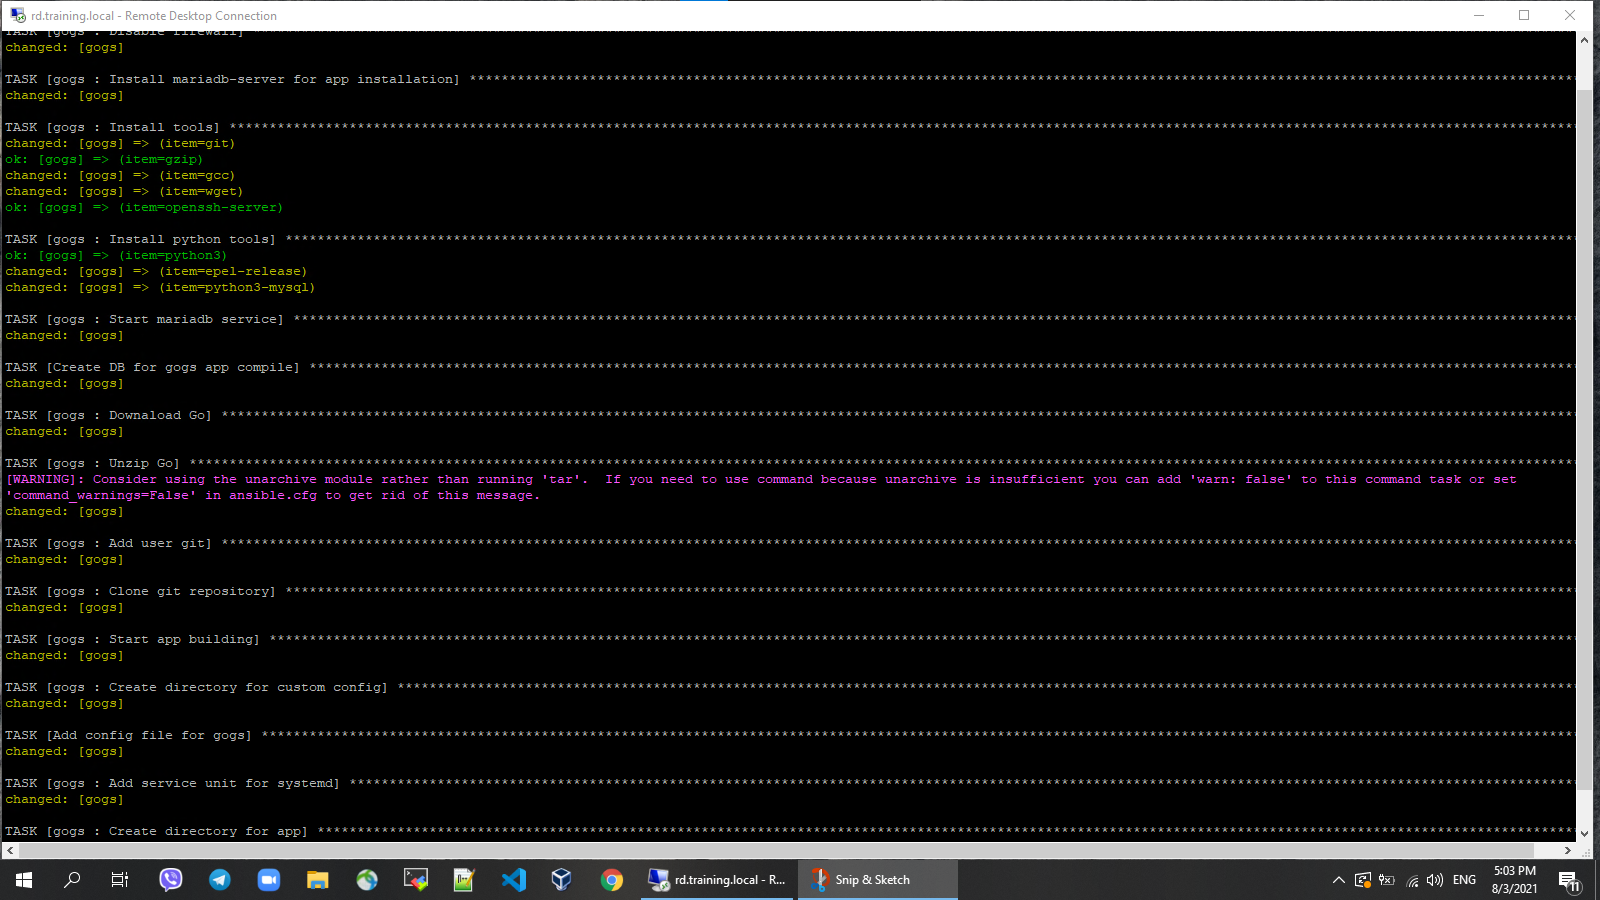 rd.training.local - Remote Desktop Connection
TASK [gogs : Disable firewall]
changed: [gogs]
TASK [gogs : Install mariadb-server for app installation] ****************************************************************************************************************************************
changed: [gogs]
TASK [gogs : Install tools] ****************************************************************************************************************************************
changed: [gogs] => (item=git)
ok: [gogs] => (item=gzip)
changed: [gogs] => (item=gcc)
changed: [gogs] => (item=wget)
ok: [gogs] => (item=openssh-server)
TASK [gogs : Install python tools] ****************************************************************************************************************************************
ok: [gogs] => (item=python3)
changed: [gogs] => (item=epel-release)
changed: [gogs] => (item=python3-mysql)
TASK [gogs : Start mariadb service] ****************************************************************************************************************************************
changed: [gogs]
TASK [Create DB for gogs app compile] ****************************************************************************************************************************************
changed: [gogs]
TASK [gogs : Downaload Go] ****************************************************************************************************************************************
changed: [gogs]
TASK [gogs : Unzip Go] ****************************************************************************************************************************************
[WARNING]: Consider using the unarchive module rather than running 'tar'.  If you need to use command because unarchive is insufficient you can add 'warn: false' to this command task or set
'command_warnings=False' in ansible.cfg to get rid of this message.
changed: [gogs]
TASK [gogs : Add user git] ****************************************************************************************************************************************
changed: [gogs]
TASK [gogs : Clone git repository] ****************************************************************************************************************************************
changed: [gogs]
TASK [gogs : Start app building] ****************************************************************************************************************************************
changed: [gogs]
TASK [gogs : Create directory for custom config] ****************************************************************************************************************************************
changed: [gogs]
TASK [Add config file for gogs] ****************************************************************************************************************************************
changed: [gogs]
TASK [gogs : Add service unit for systemd] ****************************************************************************************************************************************
changed: [gogs]
TASK [gogs : Create directory for app] ****************************************************************************************************************************************
rd.training.local - R...
Snip & Sketch
ENG
5:03 PM
8/3/2021
11